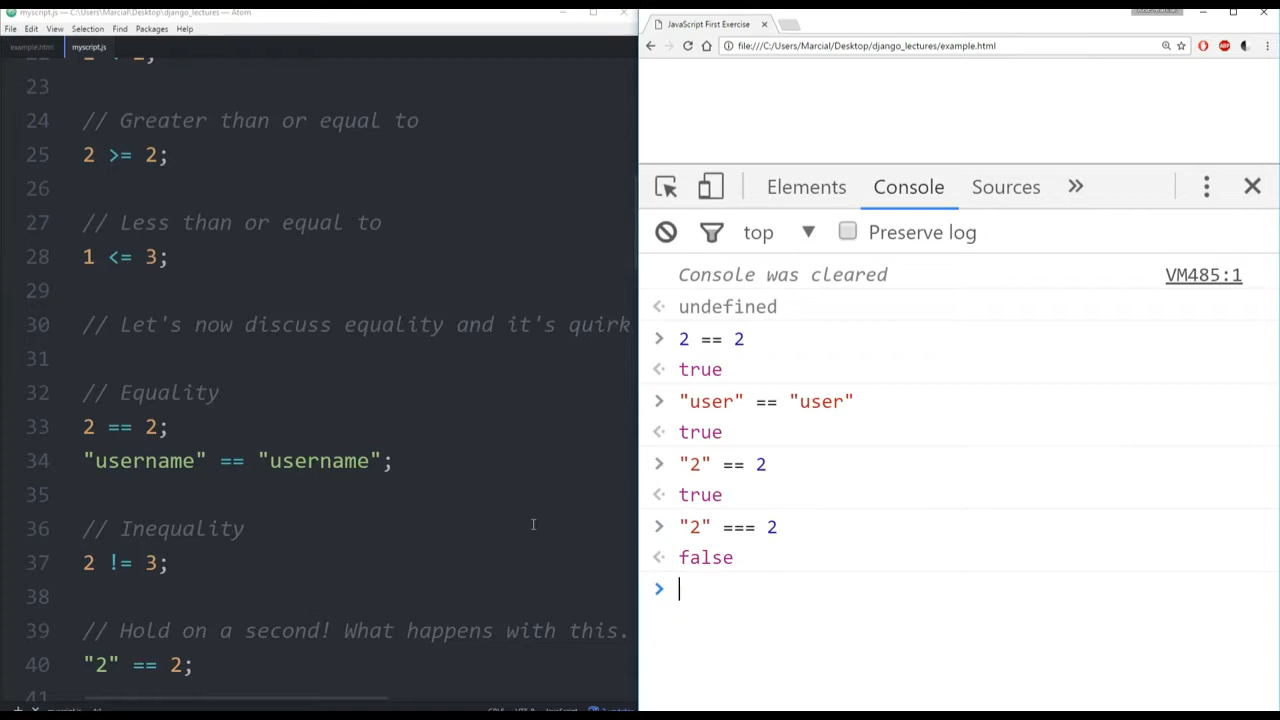 myscript.js - C:\Users\Marcial\Desktop\django_lectures - Atom
File Edit View Selection Find Packages Help
example.html myscript.js
23
24 // Greater than or equal to
25 2 >= 2;
26
27 // Less than or equal to
28 1 <= 3;
29
30 // Let's now discuss equality and it's quirk
31
32 // Equality
33 2 == 2;
34 "username" == "username";
35
36 // Inequality
37 2 != 3;
38
39 // Hold on a second! What happens with this.
40 "2" == 2;
41
JavaScript First Exercise
file:///C:/Users/Marcial/Desktop/django_lectures/example.html
Elements Console Sources
top Preserve log
Console was cleared VM485:1
undefined
2 == 2
true
"user" == "user"
true
"2" == 2
true
"2" === 2
false